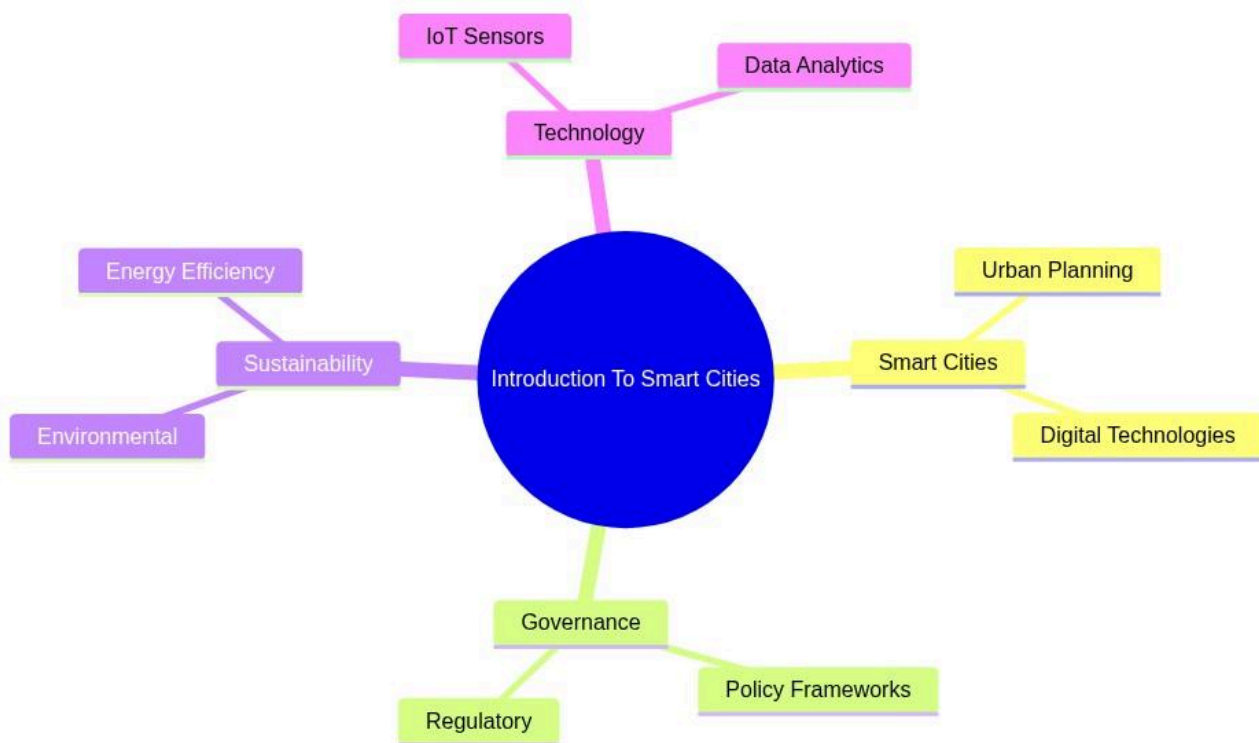 IoT Sensors
Data Analytics
Technology
Energy Efficiency
Urban Planning
Sustainability
Smart Cities
Introduction To Smart Cities
Environmental
Digital Technologies
Governance
Policy Frameworks
Regulatory